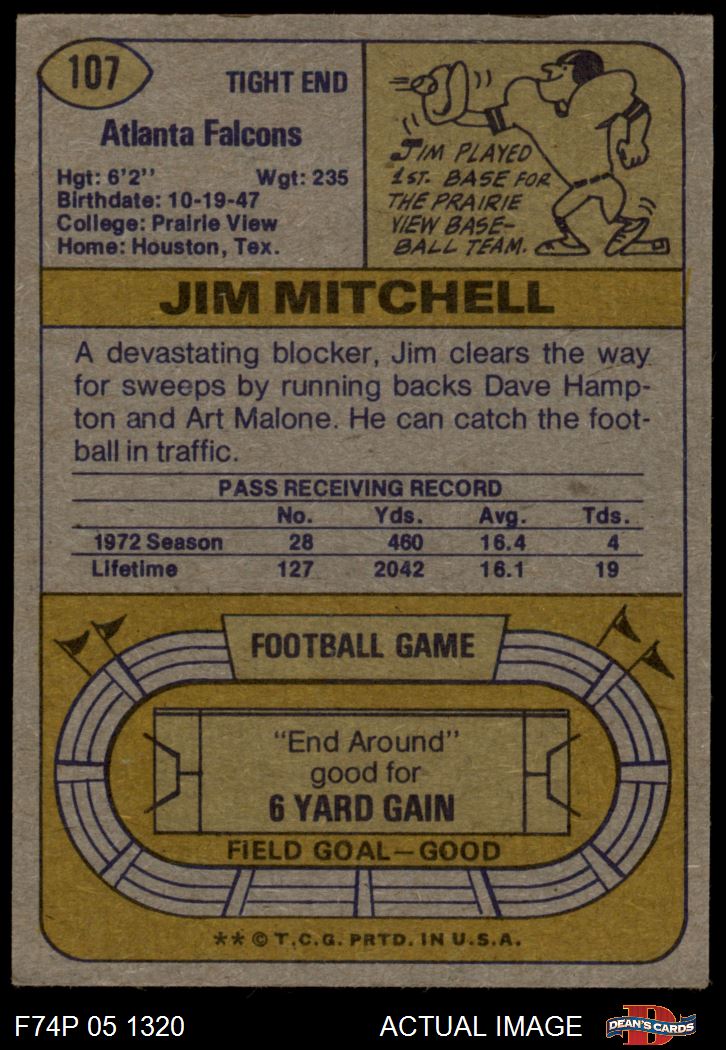 107
TIGHT END
Atlanta Falcons
Hgt: 6'2'' Wgt: 235
Birthdate: 10-19-47
College: Prairie View
Home: Houston, Tex.
JIM PLAYED
1ST. BASE FOR
THE PRAIRIE
VIEW BASE-
BALL TEAM.
JIM MITCHELL
A devastating blocker, Jim clears the way
for sweeps by running backs Dave Hamp-
ton and Art Malone. He can catch the foot-
ball in traffic.
PASS RECEIVING RECORD
No. Yds. Avg. Tds.
1972 Season 28 460 16.4 4
Lifetime 127 2042 16.1 19
FOOTBALL GAME
"End Around"
good for
6 YARD GAIN
FIELD GOAL—GOOD
** © T.C.G. PRTD. IN U.S.A.
F74P 05 1320 ACTUAL IMAGE
D
DEAN'S CARDS